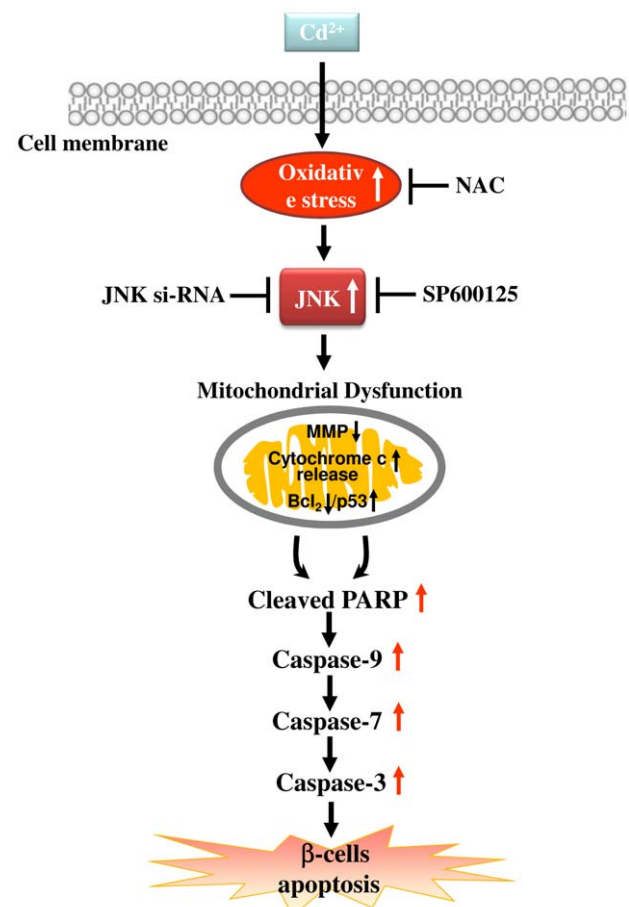 Cd²⁺
Cell membrane
Oxidativ
e stress
NAC
JNK si-RNA
JNK
SP600125
Mitochondrial Dysfunction
MMP
Cytochrome c
release
Bcl₂ /p53
Cleaved PARP
Caspase-9
Caspase-7
Caspase-3
β-cells
apoptosis